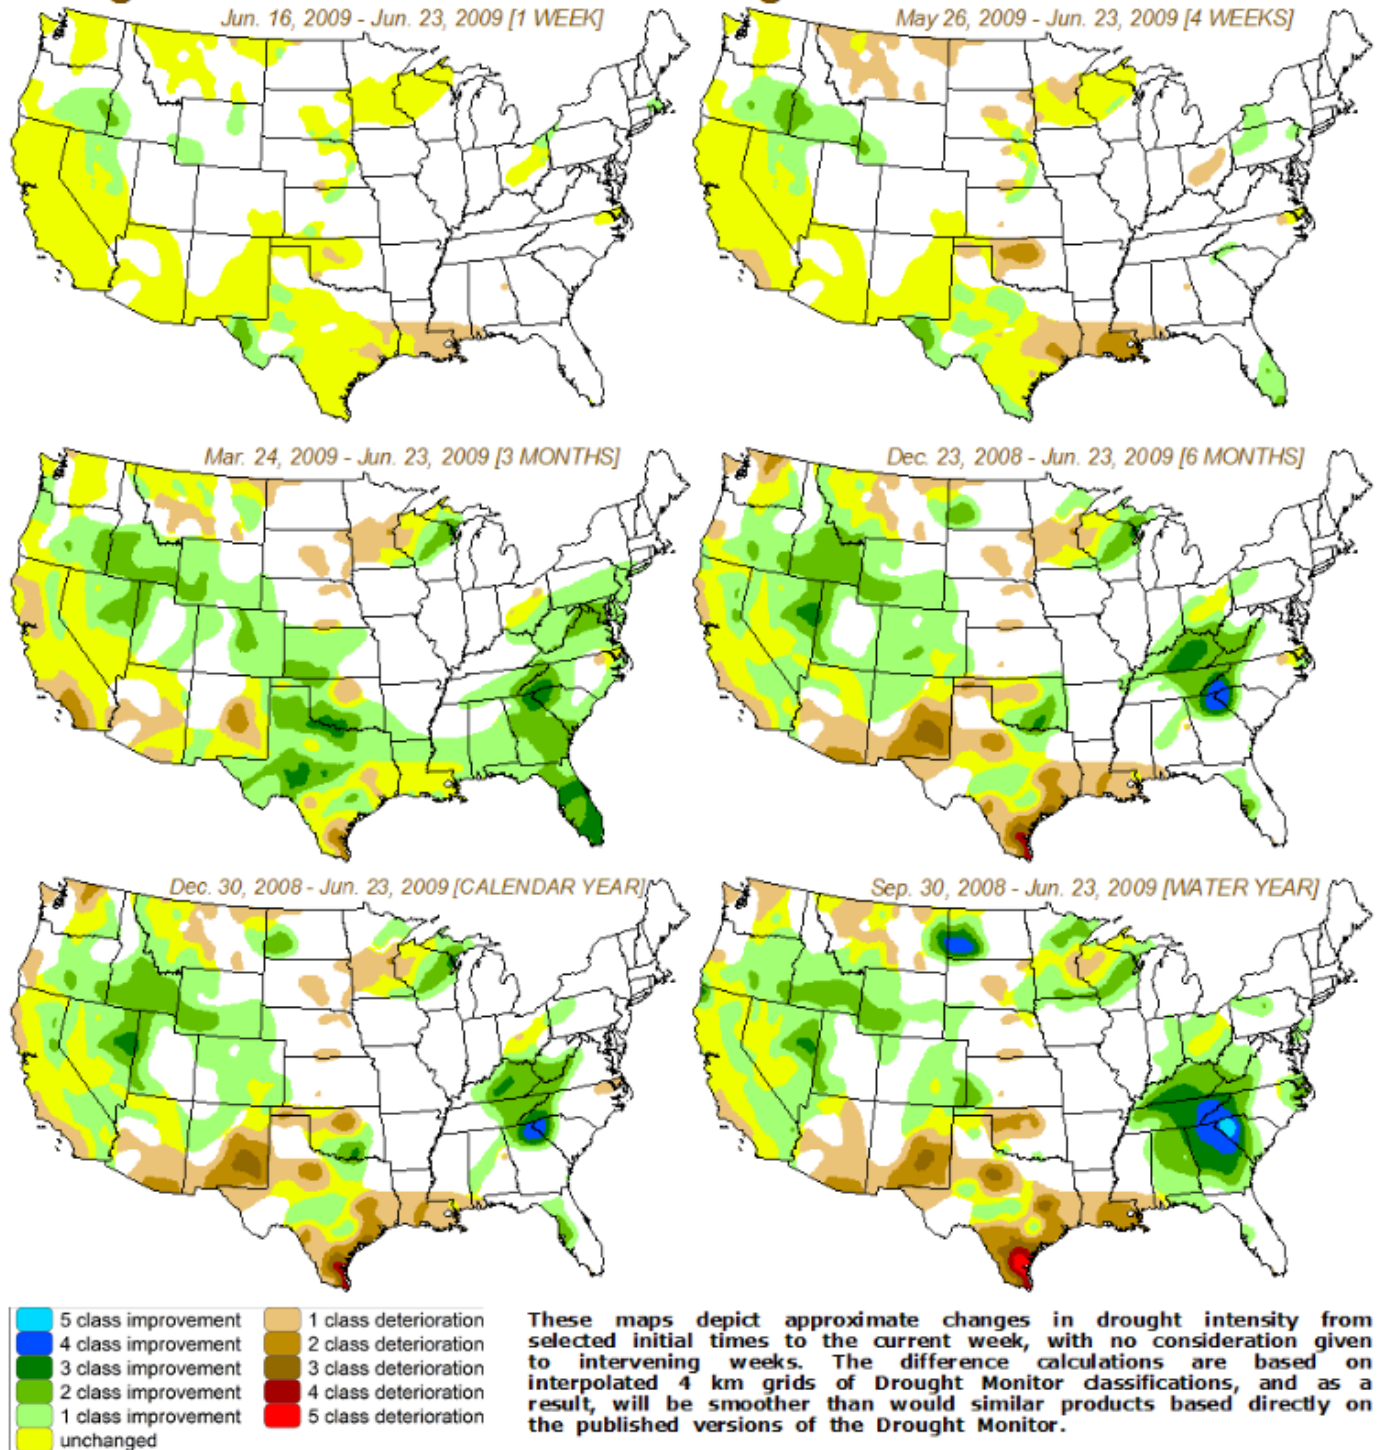 Jun. 16, 2009 - Jun. 23, 2009 [1 WEEK]
May 26, 2009 - Jun. 23, 2009 [4 WEEKS]
Mar. 24, 2009 - Jun. 23, 2009 [3 MONTHS]
Dec. 23, 2008 - Jun. 23, 2009 [6 MONTHS]
Dec. 30, 2008 - Jun. 23, 2009 [CALENDAR YEAR]
Sep. 30, 2008 - Jun. 23, 2009 [WATER YEAR]
5 class improvement
4 class improvement
3 class improvement
2 class improvement
1 class improvement
unchanged
1 class deterioration
2 class deterioration
3 class deterioration
4 class deterioration
5 class deterioration
These maps depict approximate changes in drought intensity from
selected initial times to the current week, with no consideration given
to intervening weeks. The difference calculations are based on
interpolated 4 km grids of Drought Monitor classifications, and as a
result, will be smoother than would similar products based directly on
the published versions of the Drought Monitor.